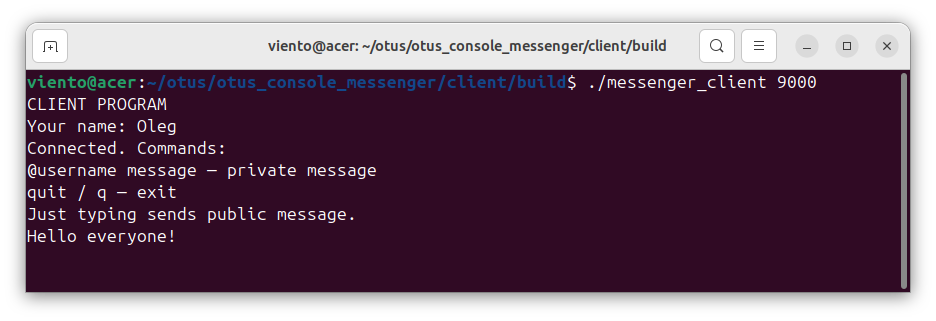 viento@acer: ~/otus/otus_console_messenger/client/build
viento@acer:~/otus/otus_console_messenger/client/build$ ./messenger_client 9000
CLIENT PROGRAM
Your name: Oleg
Connected. Commands:
@username message — private message
quit / q — exit
Just typing sends public message.
Hello everyone!